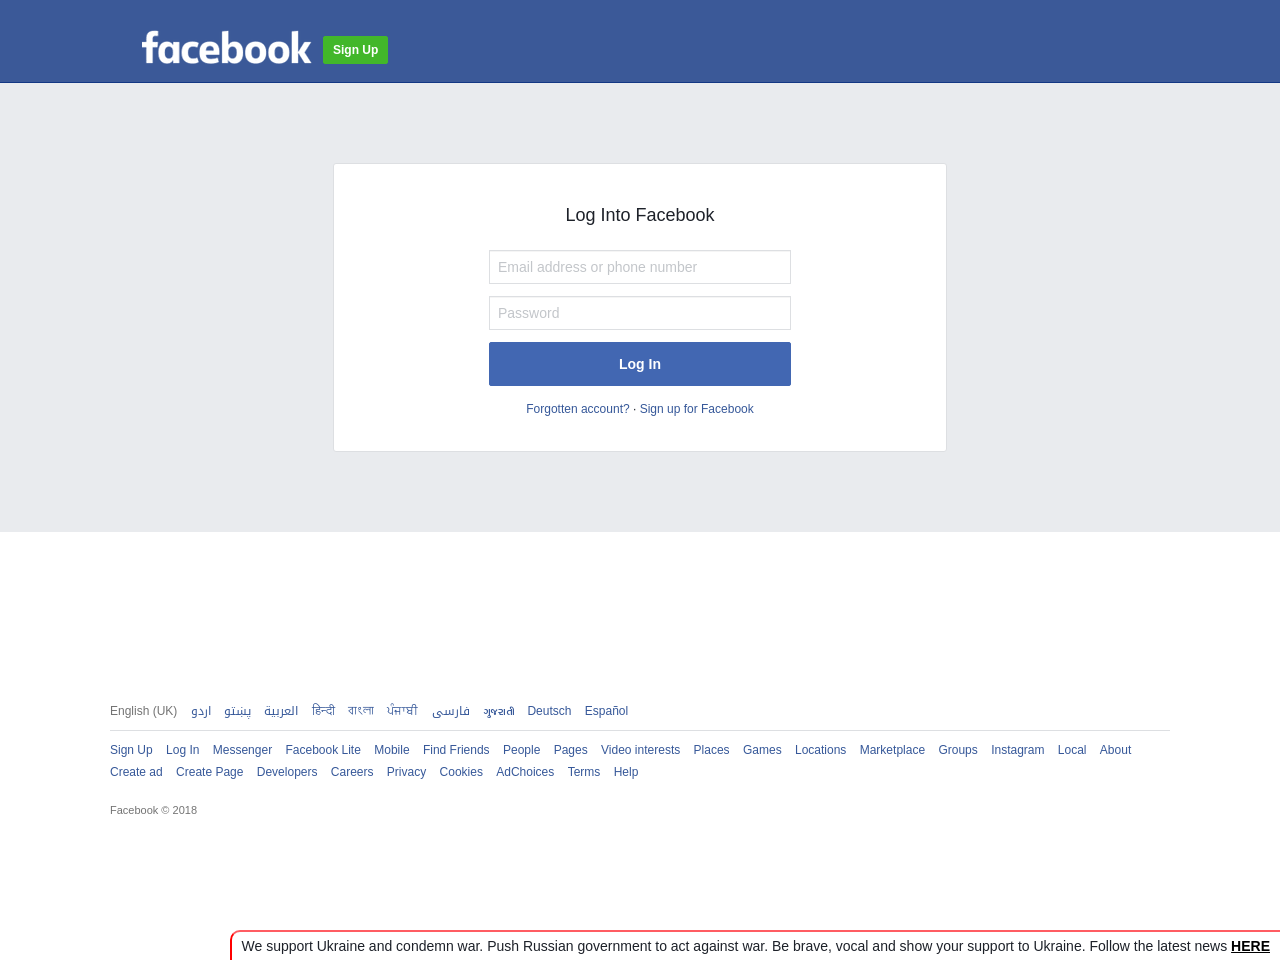 facebook Sign Up
Log Into Facebook
Email address or phone number
Password
Log In
Forgotten account? · Sign up for Facebook
English (UK) اردو پښتو العربية हिन्दी বাংলা ਪੰਜਾਬੀ فارسی ગુજરાતી Deutsch Español
Sign Up Log In Messenger Facebook Lite Mobile Find Friends People Pages Video interests Places Games Locations Marketplace Groups Instagram Local About
Create ad Create Page Developers Careers Privacy Cookies AdChoices Terms Help
Facebook © 2018
We support Ukraine and condemn war. Push Russian government to act against war. Be brave, vocal and show your support to Ukraine. Follow the latest news HERE